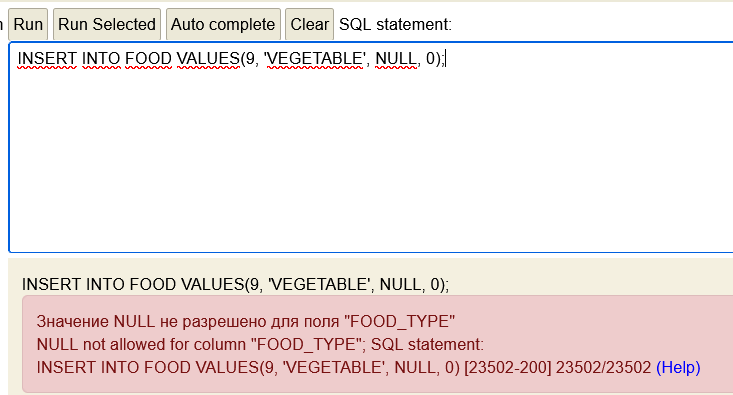 n Run Run Selected Auto complete Clear SQL statement:
INSERT INTO FOOD VALUES(9, 'VEGETABLE', NULL, 0);
INSERT INTO FOOD VALUES(9, 'VEGETABLE', NULL, 0);
Значение NULL не разрешено для поля "FOOD_TYPE"
NULL not allowed for column "FOOD_TYPE"; SQL statement:
INSERT INTO FOOD VALUES(9, 'VEGETABLE', NULL, 0) [23502-200] 23502/23502 (Help)